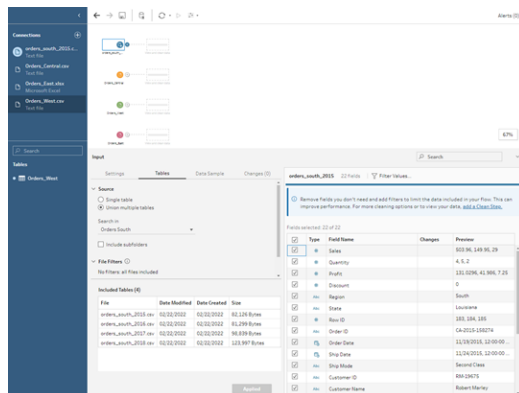 Alerts (0)
Connections
orders_south_2015.c...
Text file
Orders_Central.csv
Text file
Orders_East.xlsx
Microsoft Excel
Orders_West.csv
Text file
Search
Tables
Orders_West
67%
Input
Search
Settings
Tables
Data Sample
Changes (0)
Source
Single table
Union multiple tables
Search in
Orders South
Include subfolders
File Filters
No filters: all files included
Included Tables (4)
File Date Modified Date Created Size
orders_south_2015.csv 02/22/2022 02/22/2022 82,126 Bytes
orders_south_2016.csv 02/22/2022 02/22/2022 81,299 Bytes
orders_south_2017.csv 02/22/2022 02/22/2022 98,839 Bytes
orders_south_2018.csv 02/22/2022 02/22/2022 123,997 Bytes
Applied
orders_south_2015 22 fields Filter Values...
Remove fields you don't need and add filters to limit the data included in your flow. This can
improve performance. For more cleaning options or to view your data, add a Clean Step.
Fields selected: 22 of 22
Type Field Name Changes Preview
Sales 503.96, 149.95, 29
Quantity 4, 5, 2
Profit 131.0296, 41.986, 7.25
Discount 0
Abc Region South
Abc State Louisiana
Row ID 183, 184, 185
Abc Order ID CA-2015-158274
Order Date 11/19/2015, 12:00:00 ...
Ship Date 11/24/2015, 12:00:00 ...
Abc Ship Mode Second Class
Abc Customer ID RM-19675
Abc Customer Name Robert Marley